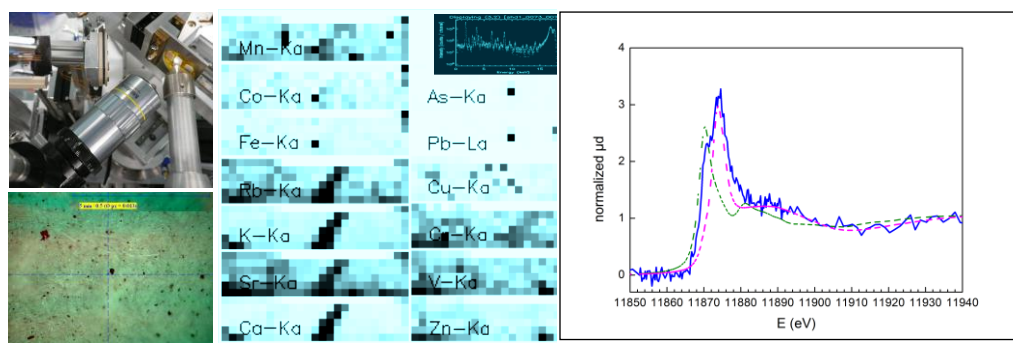 Mn-Ka
Co-Ka
Fe-Ka
Rb-Ka
K-Ka
Sr-Ka
Ca-Ka
As-Ka
Pb-La
Cu-Ka
V-Ka
Zn-Ka
normalized μd
4
3
2
1
0
11850 11860 11870 11880 11890 11900 11910 11920 11930 11940
E (eV)